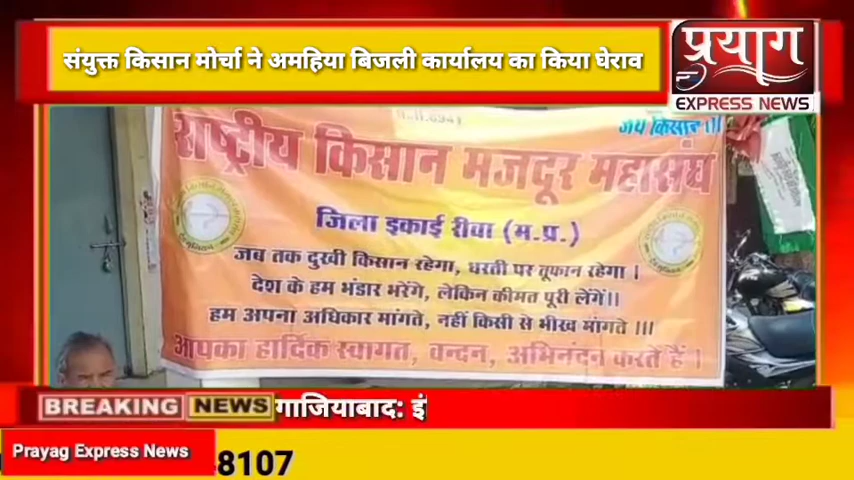 संयुक्त किसान मोर्चा ने अमहिया बिजली कार्यालय का किया घेराव
प्रयाग
EXPRESS NEWS
जय किसान !!!
राष्ट्रीय किसान मजदूर महासंघ
जिला इकाई रीवा (म.प्र.)
जब तक दुखी किसान रहेगा, धरती पर तूफान रहेगा |
देश के हम भंडार भरेंगे, लेकिन कीमत पूरी लेंगें||
हम अपना अधिकार मांगते, नहीं किसी से भीख मांगते |||
आपका हार्दिक स्वागत, वन्दन, अभिनंदन करते हैं |
BREAKING NEWS गाजियाबाद: इं
Prayag Express News
8107